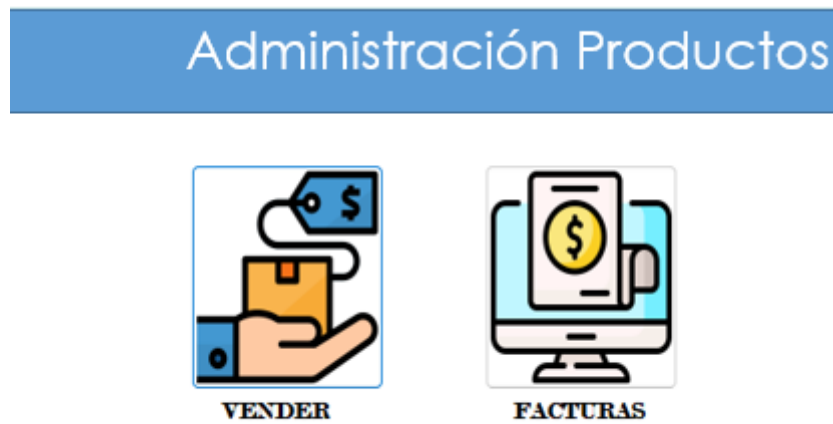 Administración Productos
$
$
VENDER
FACTURAS